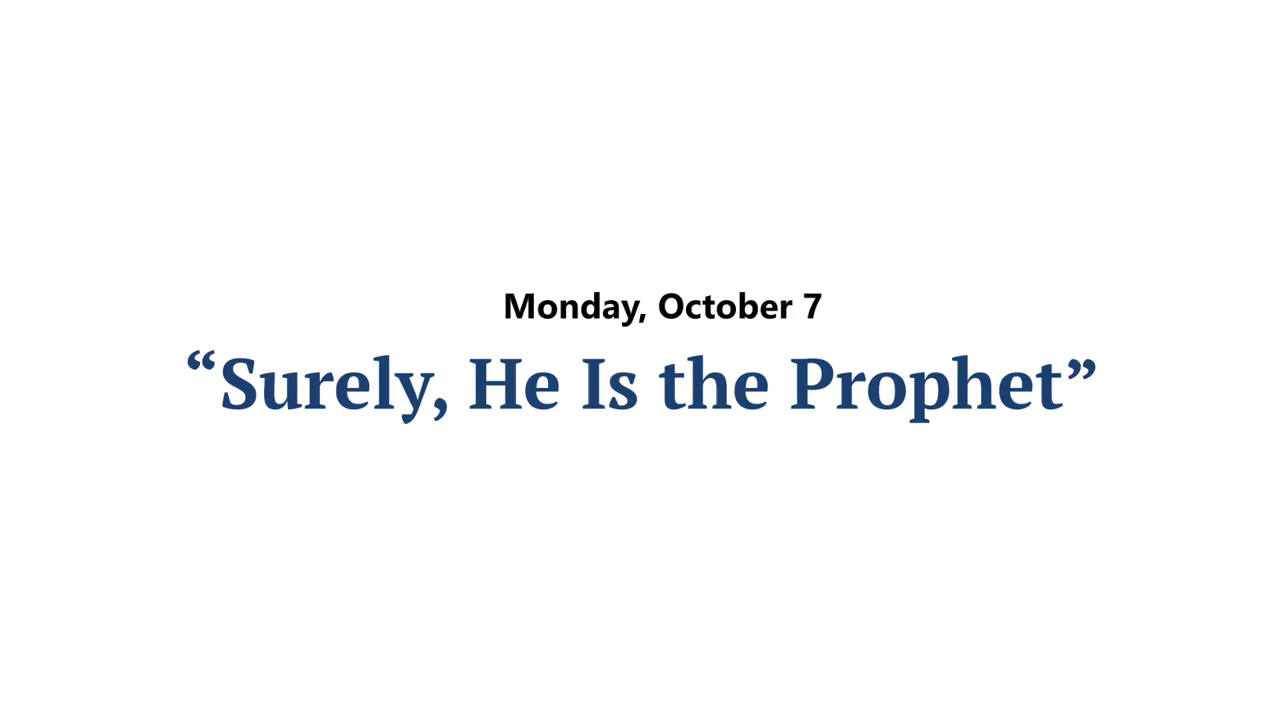 Monday, October 7
“Surely, He Is the Prophet”